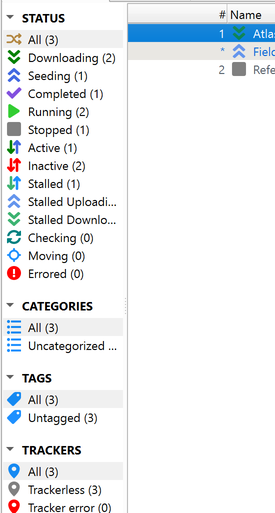 STATUS
All (3)
Downloading (2)
Seeding (1)
Completed (1)
Running (2)
Stopped (1)
Active (1)
Inactive (2)
Stalled (1)
Stalled Uploadi...
Stalled Downlo...
Checking (0)
Moving (0)
Errored (0)
CATEGORIES
All (3)
Uncategorized ...
TAGS
All (3)
Untagged (3)
TRACKERS
All (3)
Trackerless (3)
Tracker error (0)
# Name
1 Atlas
* Field
2 Refe